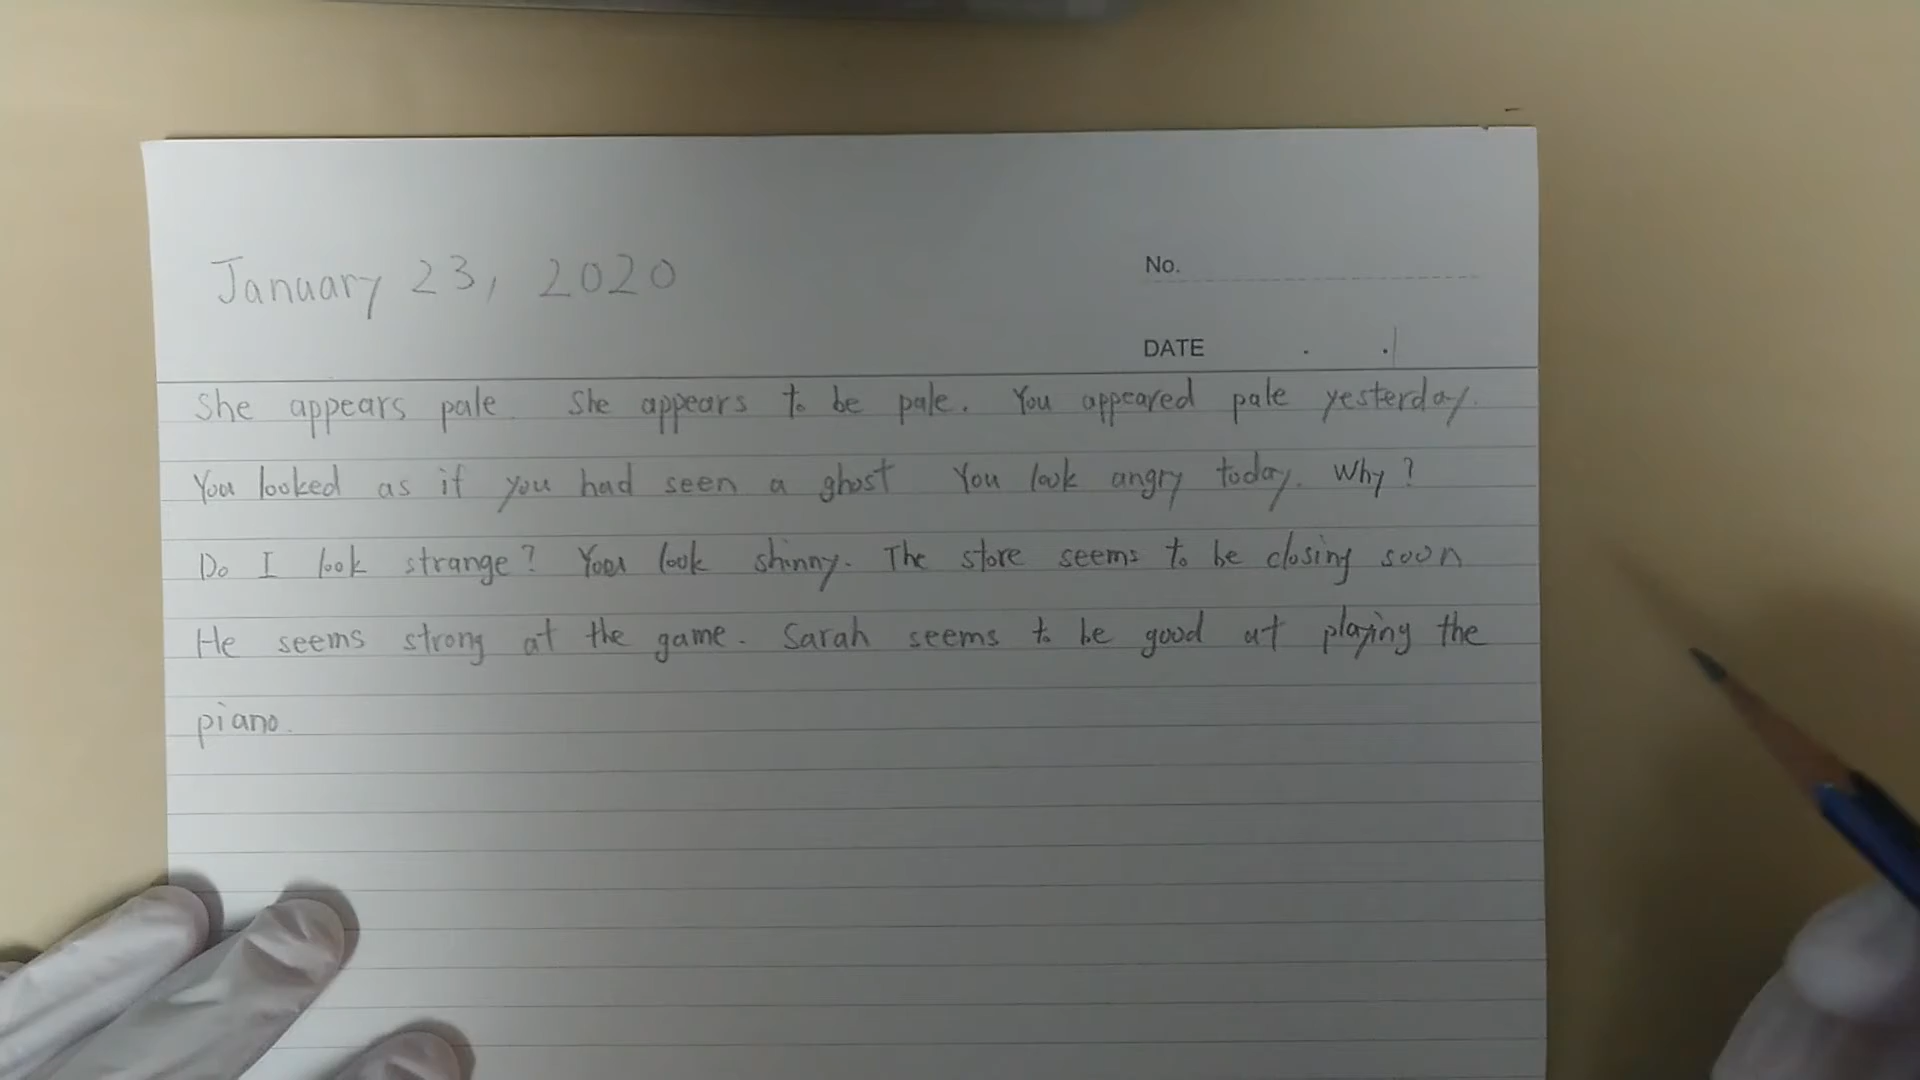 January 23, 2020
No.
DATE . .
She appears pale. She appears to be pale. You appeared pale yesterday.
You looked as if you had seen a ghost You look angry today. Why?
Do I look strange? You look shinny. The store seems to be closing soon
He seems strong at the game. Sarah seems to be good at playing the
piano.